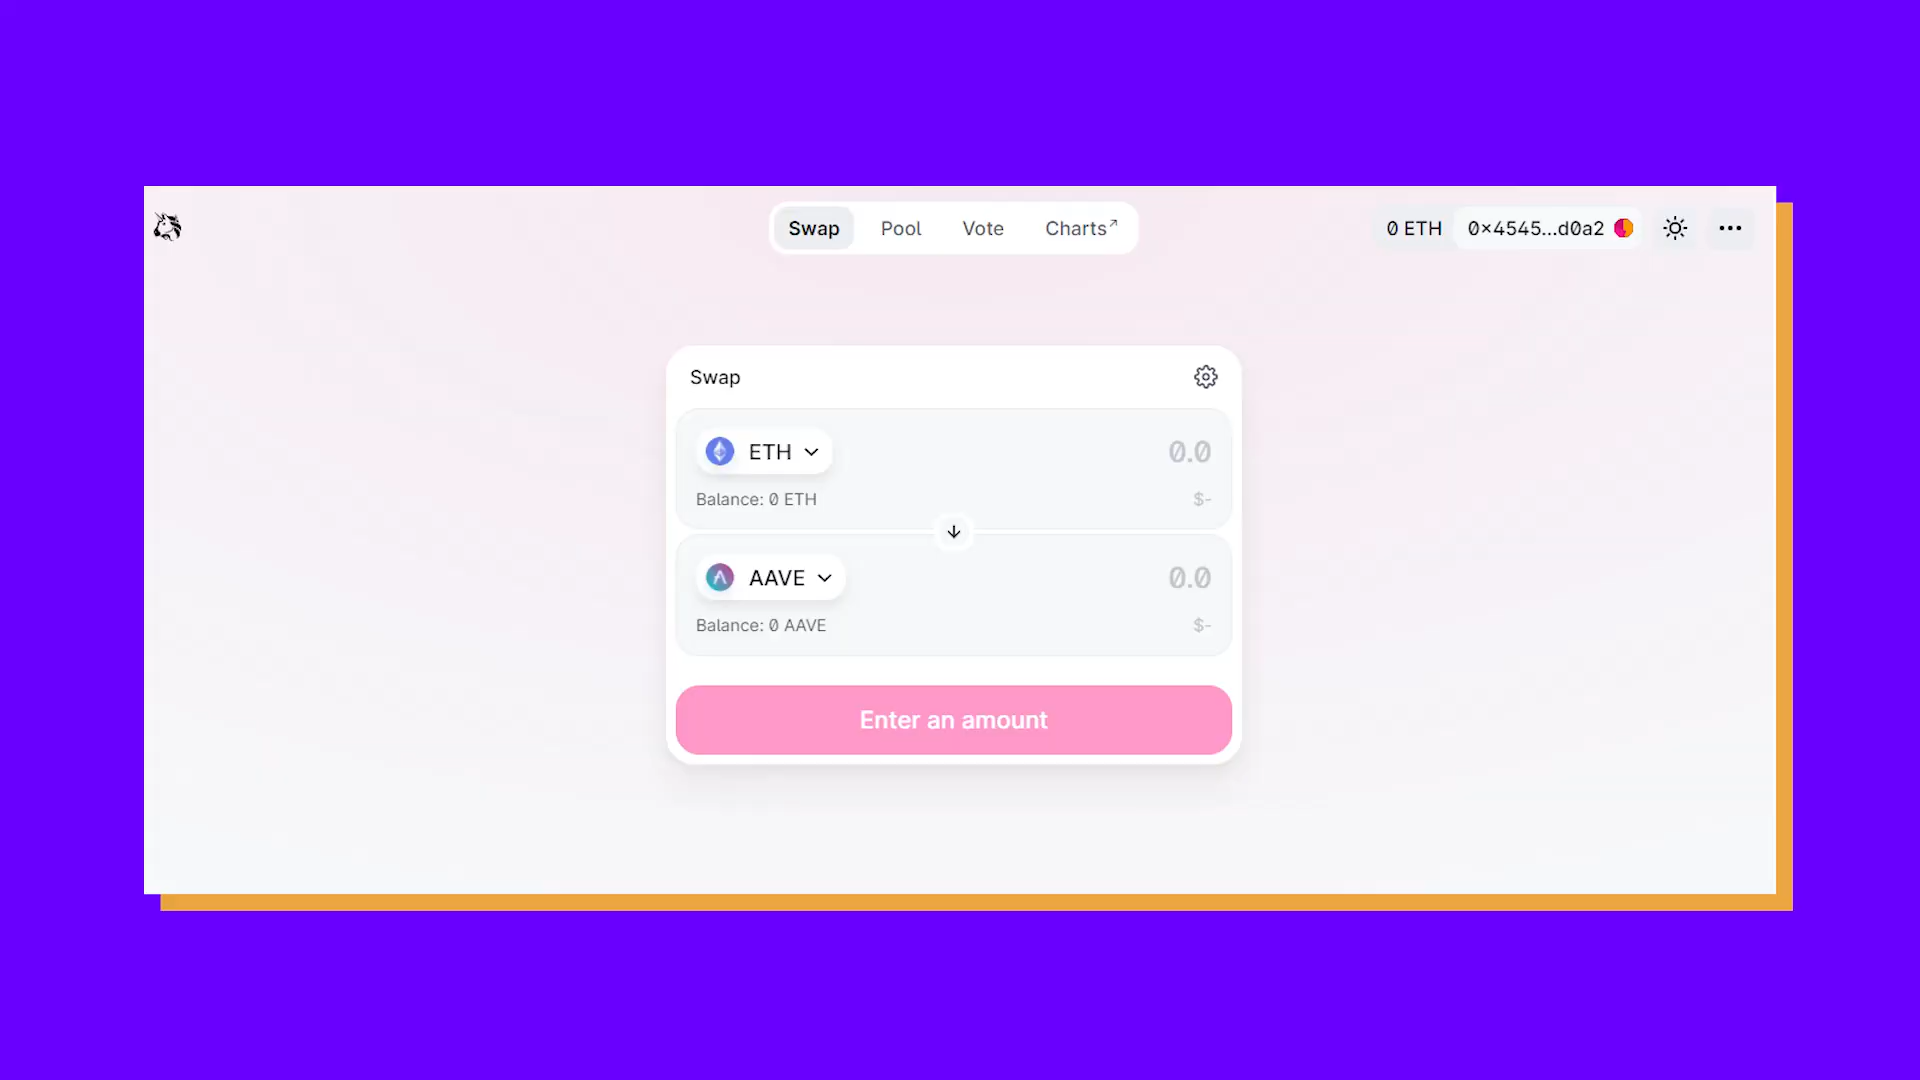 Swap Pool Vote Charts↗ 0 ETH 0x4545...d0a2
Swap
ETH 0.0
Balance: 0 ETH $-
AAVE 0.0
Balance: 0 AAVE $-
Enter an amount